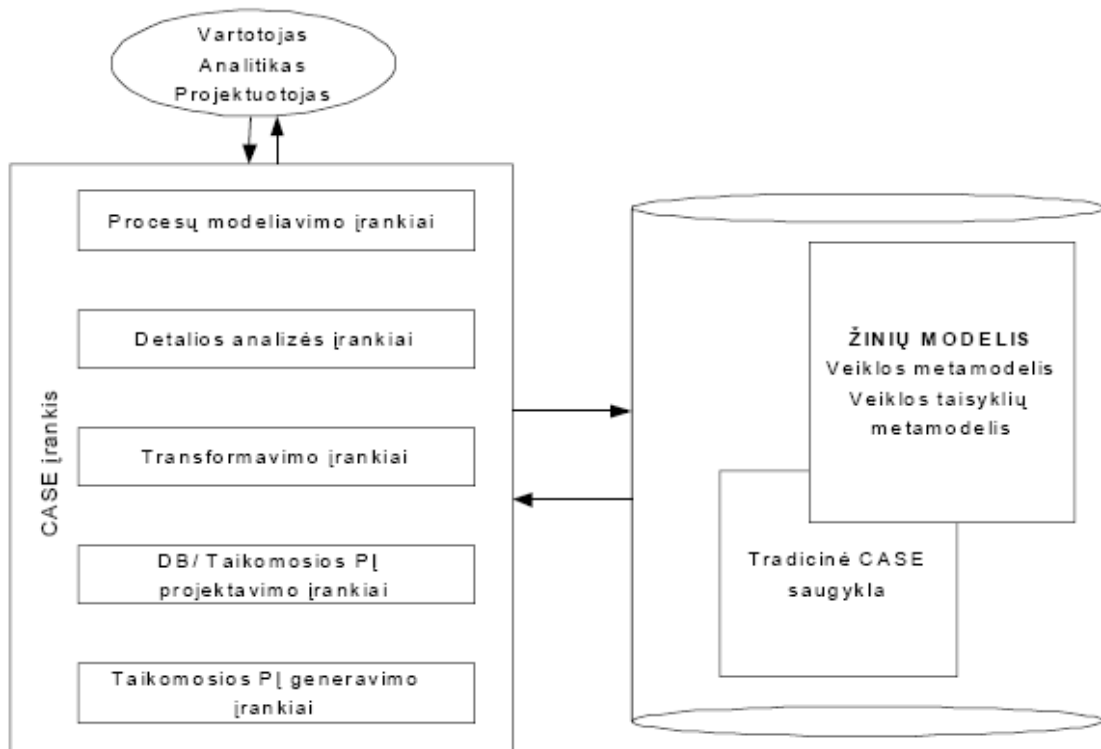 Vartotojas
Analitikas
Projektuotojas
CASE įrankis
Procesų modeliavimo įrankiai
Detalios analizės įrankiai
Transformavimo įrankiai
DB/ Taikomosios PĮ
projektavimo įrankiai
Taikomosios PĮ generavimo
įrankiai
ŽINIŲ MODELIS
Veiklos metamodelis
Veiklos taisyklių
metamodelis
Tradicinė CASE
saugykla